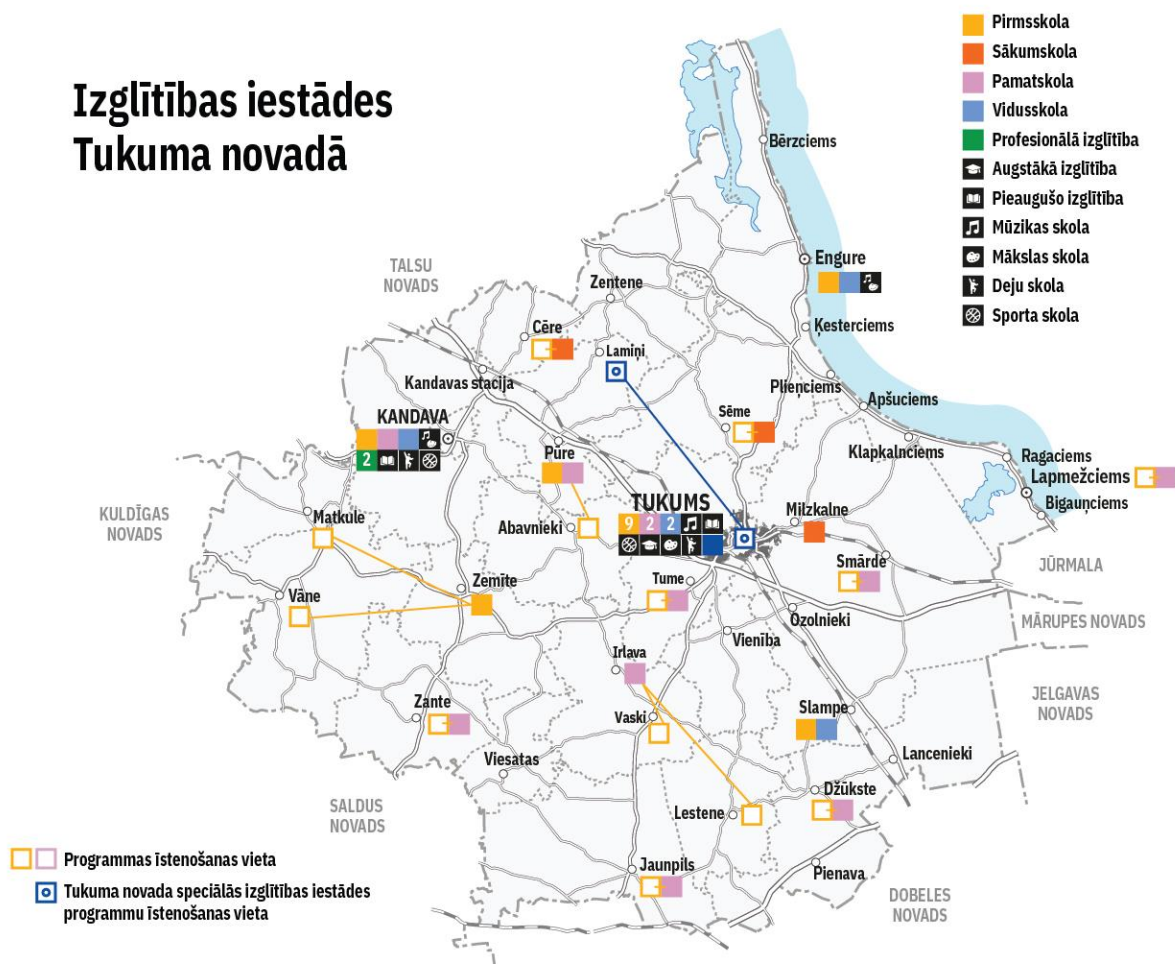 Izglītības iestādes
Tukuma novadā
Pirmsskola
Sākumskola
Pamatskola
Vidusskola
Profesionālā izglītība
Augstākā izglītība
Pieaugušo izglītība
Mūzikas skola
Mākslas skola
Deju skola
Sporta skola
Bērzciems
Engure
TALSU
NOVADS
Zentene
Ķesterciems
Cēre
Lamiņi
Kandavas stacija
Plieņciems
Apšuciems
KANDAVA
2
Sēme
Klapkalnciems
Pūre
Ragaciems
Lapmežciems
Bigauņciems
KULDĪGAS
NOVADS
Matkule
Abavnieki
TUKUMS
9 2 2
Milzkalne
Smārde
JŪRMALA
Zemīte
Tume
Vāne
Ozolnieki
MĀRUPES NOVADS
Vienība
Irlava
JELGAVAS
NOVADS
Zante
Vaski
Slampe
Viesatas
Lancenieki
SALDUS
NOVADS
Džūkste
Lestene
Jaunpils
Pienava
DOBELES
NOVADS
Programmas īstenošanas vieta
Tukuma novada speciālās izglītības iestādes
programmu īstenošanas vieta